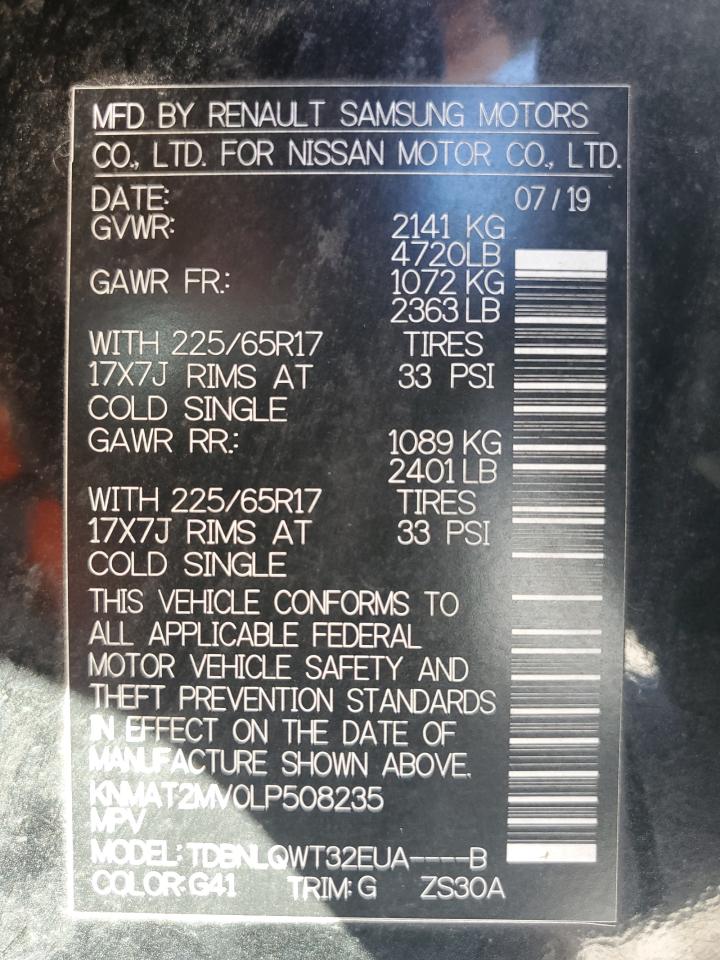 MFD BY RENAULT SAMSUNG MOTORS
CO., LTD. FOR NISSAN MOTOR CO., LTD.
DATE: 07/19
GVWR: 2141 KG
4720LB
GAWR FR.: 1072 KG
2363 LB
WITH 225/65R17 TIRES
17X7J RIMS AT 33 PSI
COLD SINGLE
GAWR RR.: 1089 KG
2401 LB
WITH 225/65R17 TIRES
17X7J RIMS AT 33 PSI
COLD SINGLE
THIS VEHICLE CONFORMS TO
ALL APPLICABLE FEDERAL
MOTOR VEHICLE SAFETY AND
THEFT PREVENTION STANDARDS
IN EFFECT ON THE DATE OF
MANUFACTURE SHOWN ABOVE.
KNMAT2MV0LP508235
MPV
MODEL: TDBNLQWT32EUA----B
COLOR: G41 TRIM: G ZS30A